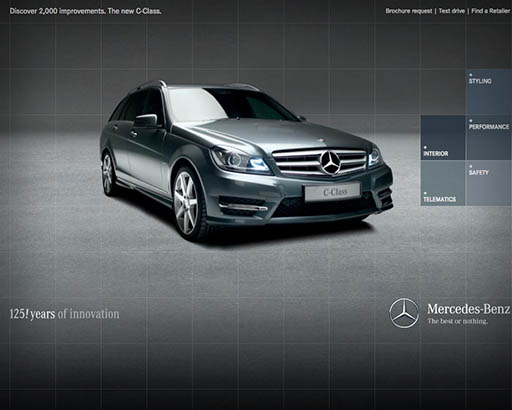 Discover 2,000 improvements. The new C-Class.
Brochure request | Test drive | Find a Retailer
+
STYLING
+
PERFORMANCE
+
INTERIOR
+
SAFETY
+
TELEMATICS
C-Class
125! years of innovation
Mercedes-Benz
The best or nothing.